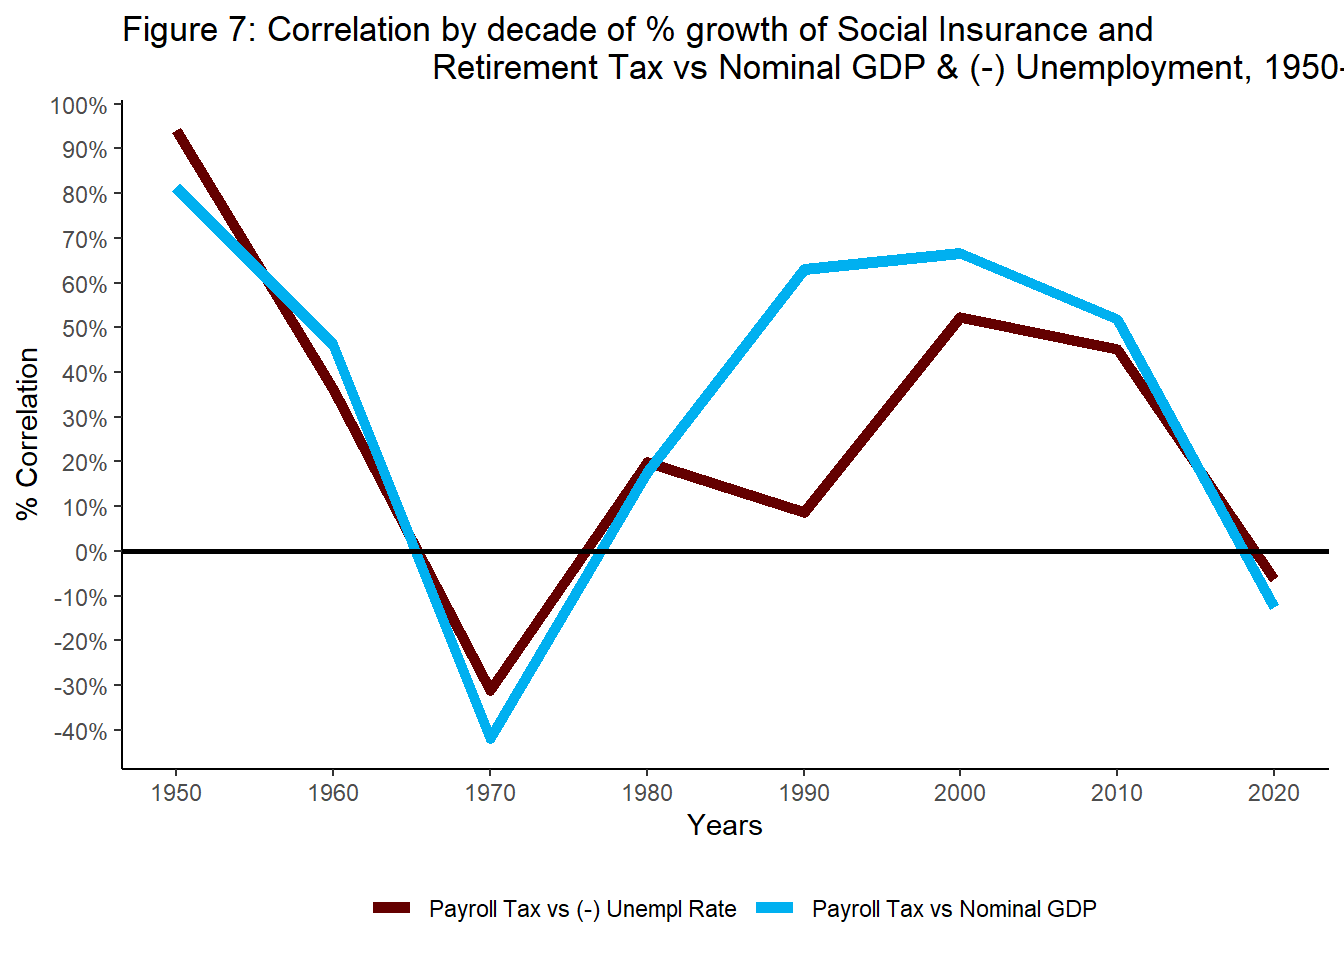 Figure 7: Correlation by decade of % growth of Social Insurance and
Retirement Tax vs Nominal GDP & (-) Unemployment, 1950-
100%
90%
80%
70%
60%
50%
40%
30%
20%
10%
0%
-10%
-20%
-30%
-40%
% Correlation
1950 1960 1970 1980 1990 2000 2010 2020
Years
Payroll Tax vs (-) Unempl Rate Payroll Tax vs Nominal GDP